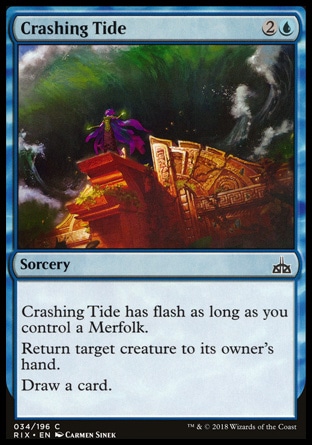 Crashing Tide 2
Sorcery
Crashing Tide has flash as long as you
control a Merfolk.
Return target creature to its owner's
hand.
Draw a card.
034/196 C
RIX • EN Carmen Sinek
™ & © 2018 Wizards of the Coast